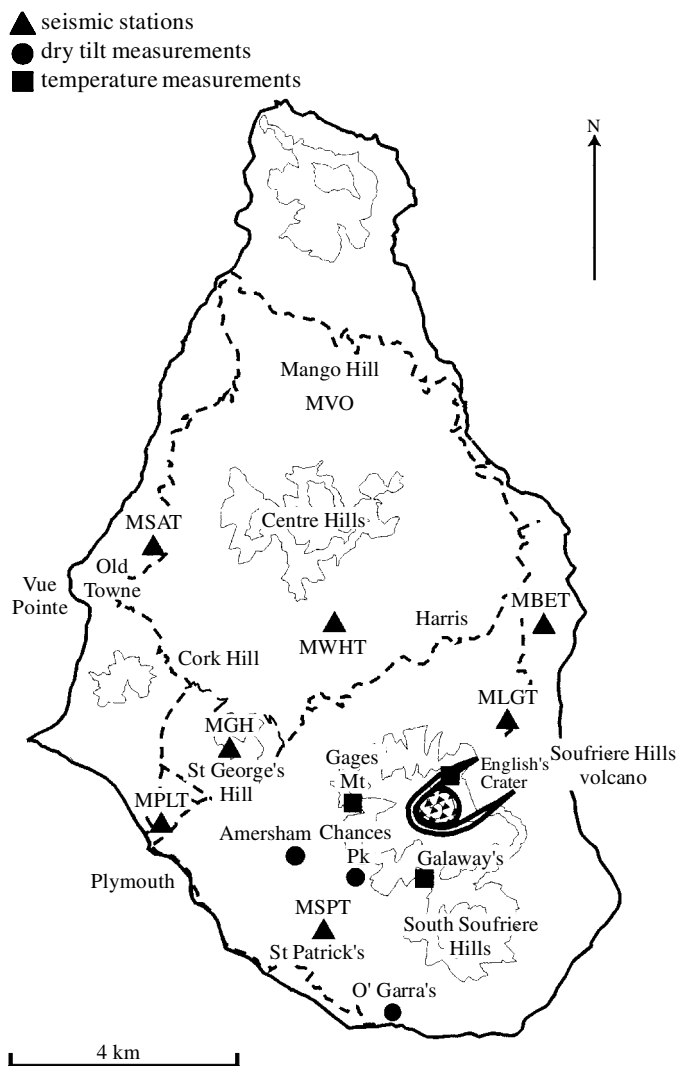 seismic stations
dry tilt measurements
temperature measurements
N
Mango Hill
MVO
Centre Hills
MSAT
Old
Towne
Vue
Pointe
MBET
Harris
MWHT
Cork Hill
MLGT
MGH
St George's
Hill
Gages
Mt
English's
Crater
Soufriere Hills
volcano
MPLT
Amersham
Chances
Pk
Galaway's
Plymouth
MSPT
St Patrick's
South Soufriere
Hills
O' Garra's
4 km